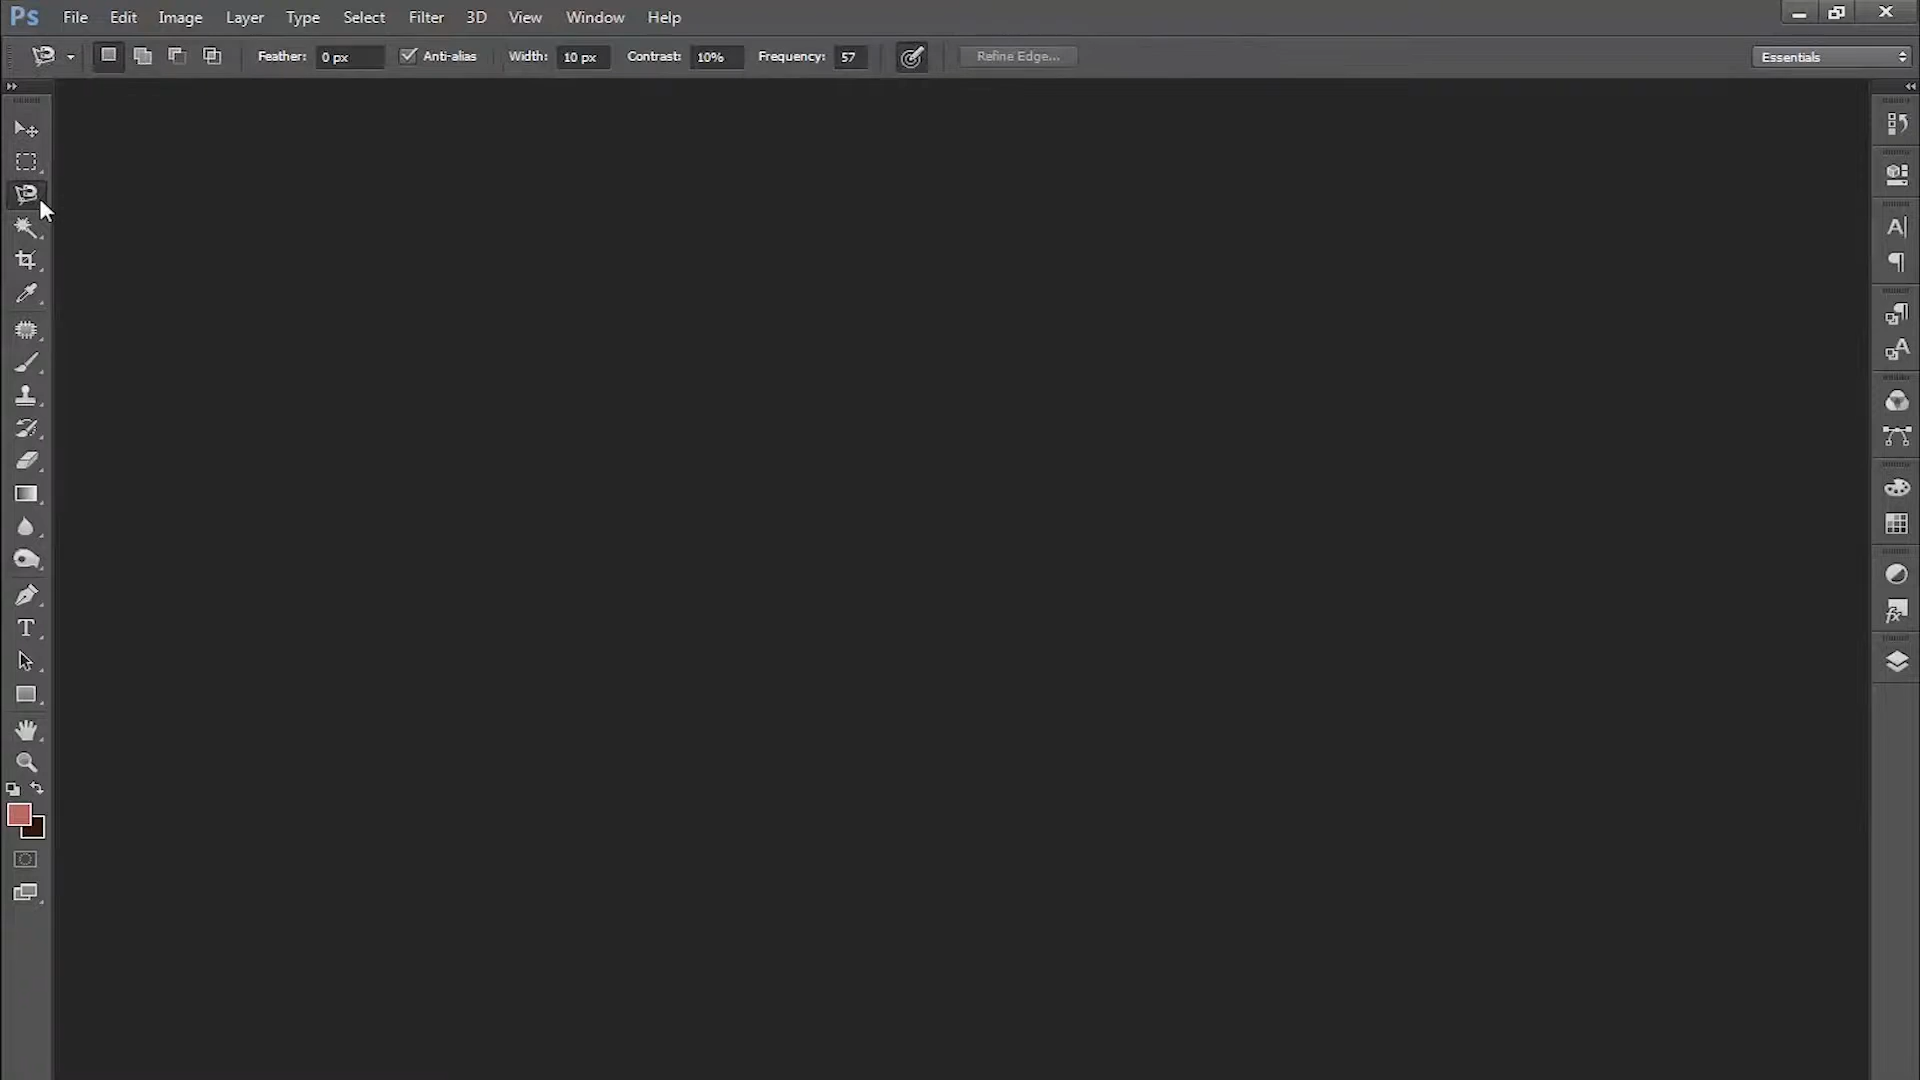 Ps File Edit Image Layer Type Select Filter 3D View Window Help
Feather: 0 px Anti-alias Width: 10 px Contrast: 10% Frequency: 57 Refine Edge... Essentials